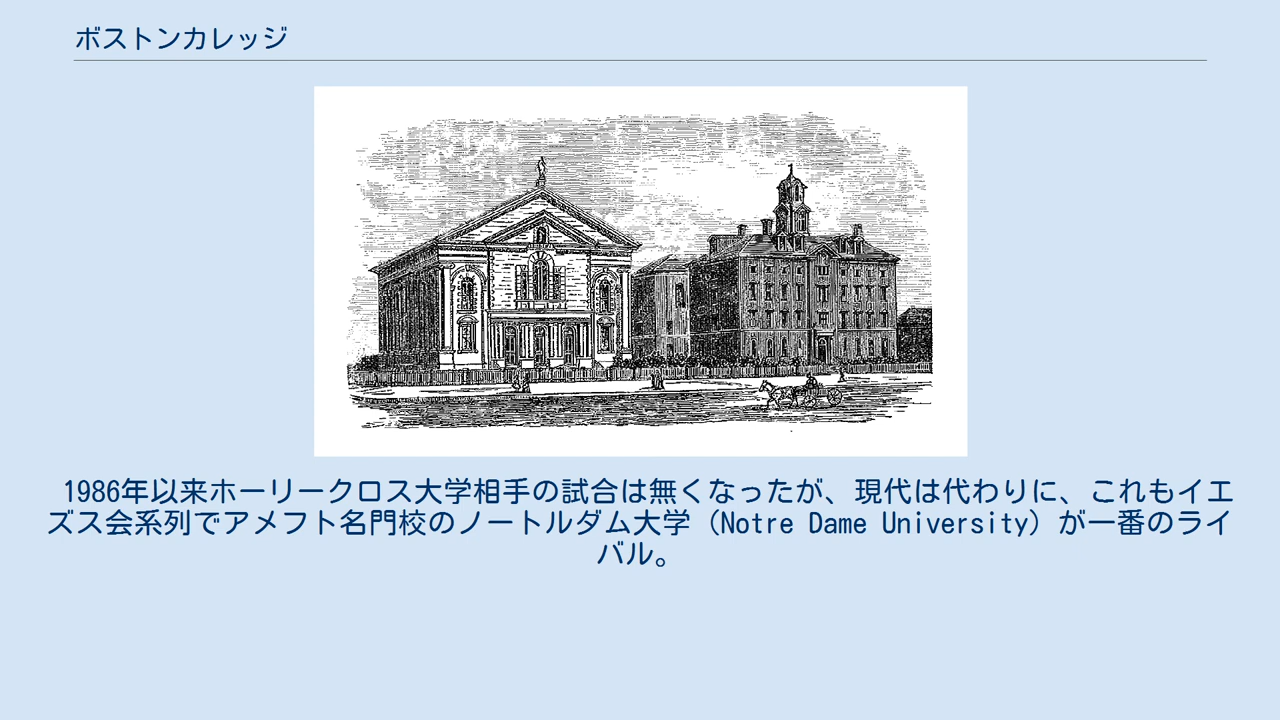 ボストンカレッジ
1986年以来ホーリークロス大学相手の試合は無くなったが、現代は代わりに、これもイエ
ズス会系列でアメフト名門校のノートルダム大学（Notre Dame University）が一番のライ
バル。